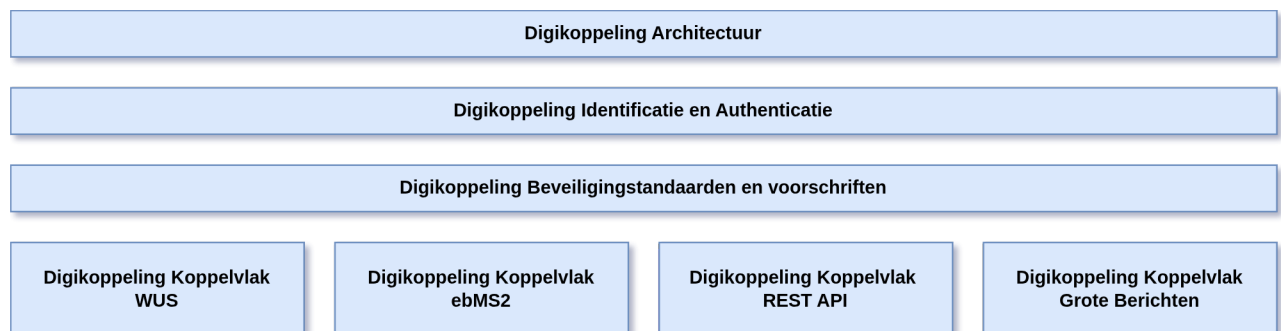 Digikoppeling Architectuur
Digikoppeling Identificatie en Authenticatie
Digikoppeling Beveiligingstandaarden en voorschriften
Digikoppeling Koppelvlak
WUS
Digikoppeling Koppelvlak
ebMS2
Digikoppeling Koppelvlak
REST API
Digikoppeling Koppelvlak
Grote Berichten